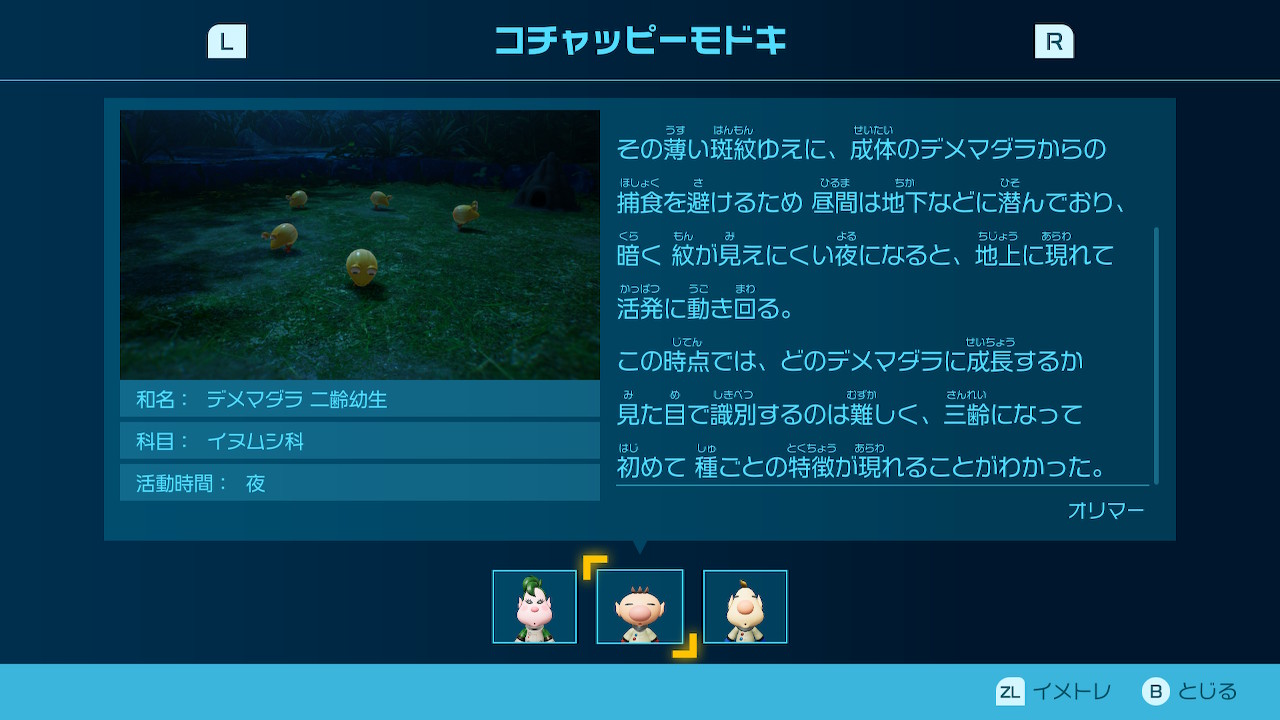 L
コチャッピーモドキ
R
その薄い斑紋ゆえに、成体のデメマダラからの
捕食を避けるため 昼間は地下などに潜んでおり、
暗く 紋が見えにくい夜になると、地上に現れて
活発に動き回る。
この時点では、どのデメマダラに成長するか
見た目で識別するのは難しく、三齢になって
初めて 種ごとの特徴が現れることがわかった。
オリマー
和名： デメマダラ 二齢幼生
科目： イヌムシ科
活動時間： 夜
ZL イメトレ
B とじる